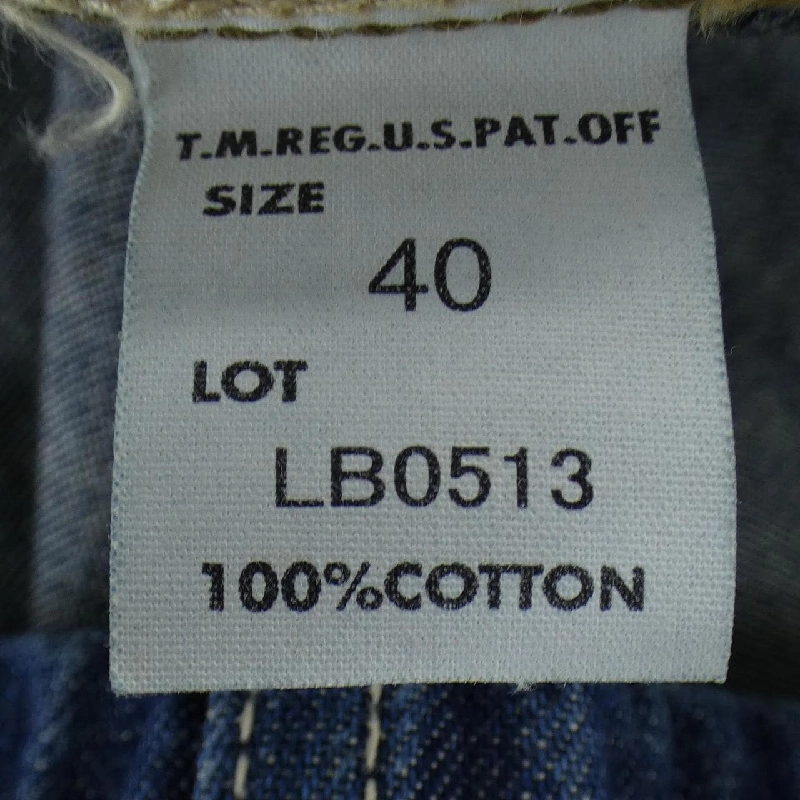 T.M.REG.U.S.PAT.OFF
SIZE
40
LOT
LB0513
100%COTTON